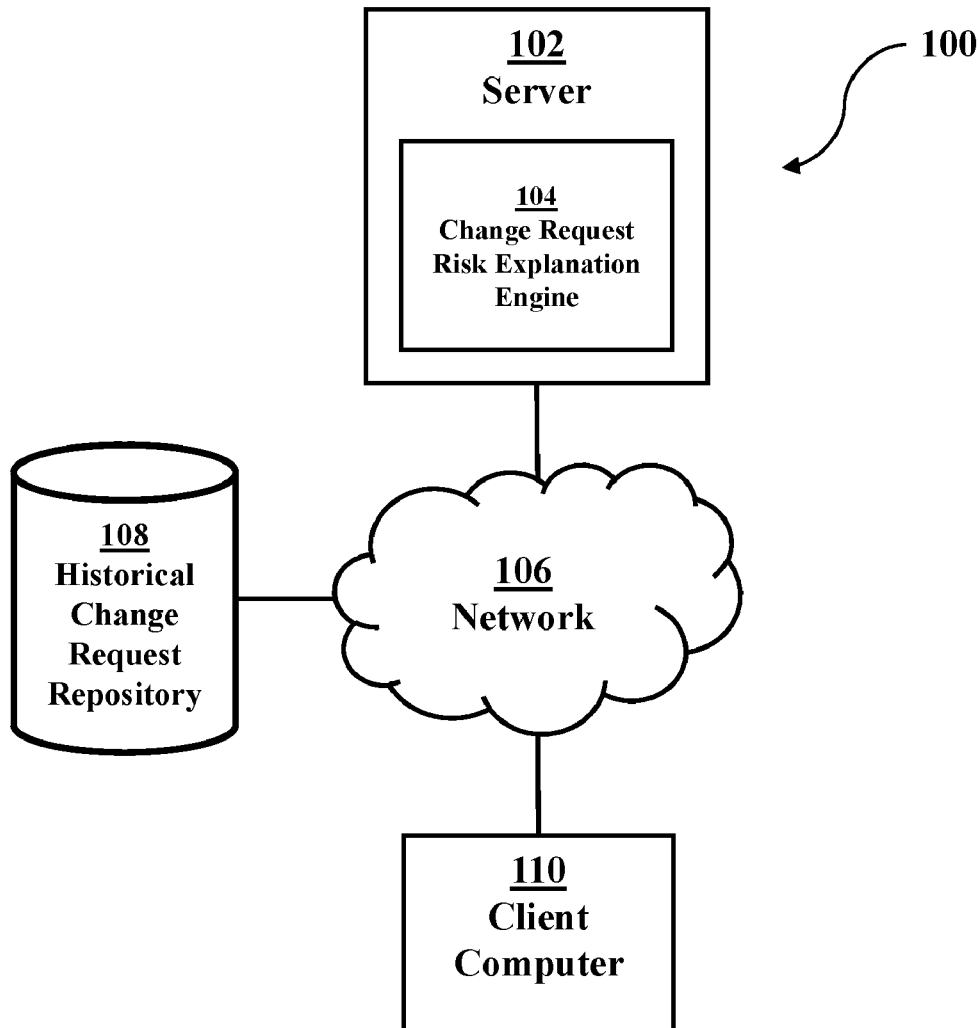 102
Server
100
104
Change Request
Risk Explanation
Engine
108
Historical
Change
Request
Repository
106
Network
110
Client
Computer